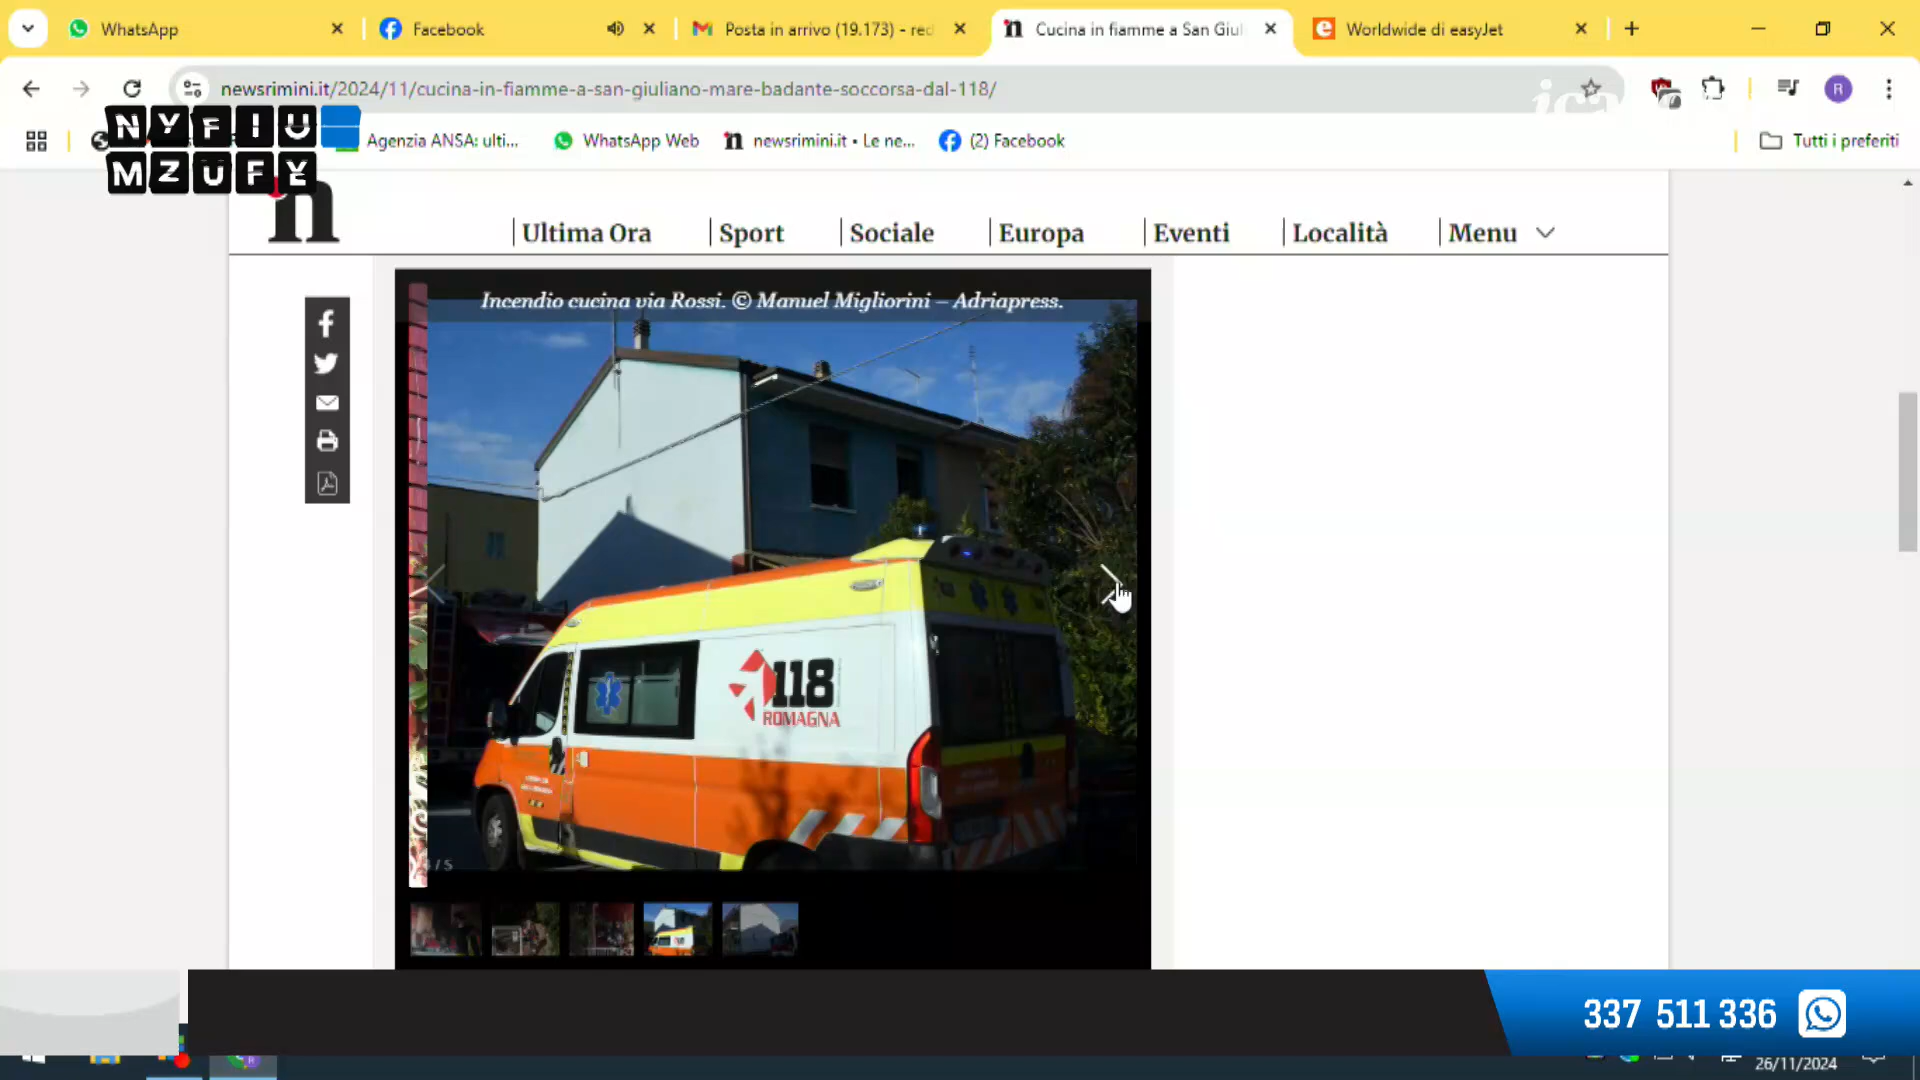 WhatsApp
Facebook
Posta in arrivo (19.173) - red
Cucina in fiamme a San Giul
Worldwide di easyJet
newsrimini.it/2024/11/cucina-in-fiamme-a-san-giuliano-mare-badante-soccorsa-dal-118/
R
NYFIU
MZUFY
Agenzia ANSA: ulti...
WhatsApp Web
newsrimini.it • Le ne...
(2) Facebook
Tutti i preferiti
n
Ultima Ora
Sport
Sociale
Europa
Eventi
Località
Menu
Incendio cucina via Rossi. © Manuel Migliorini – Adriapress.
118
ROMAGNA
/ 5
337 511 336
26/11/2024